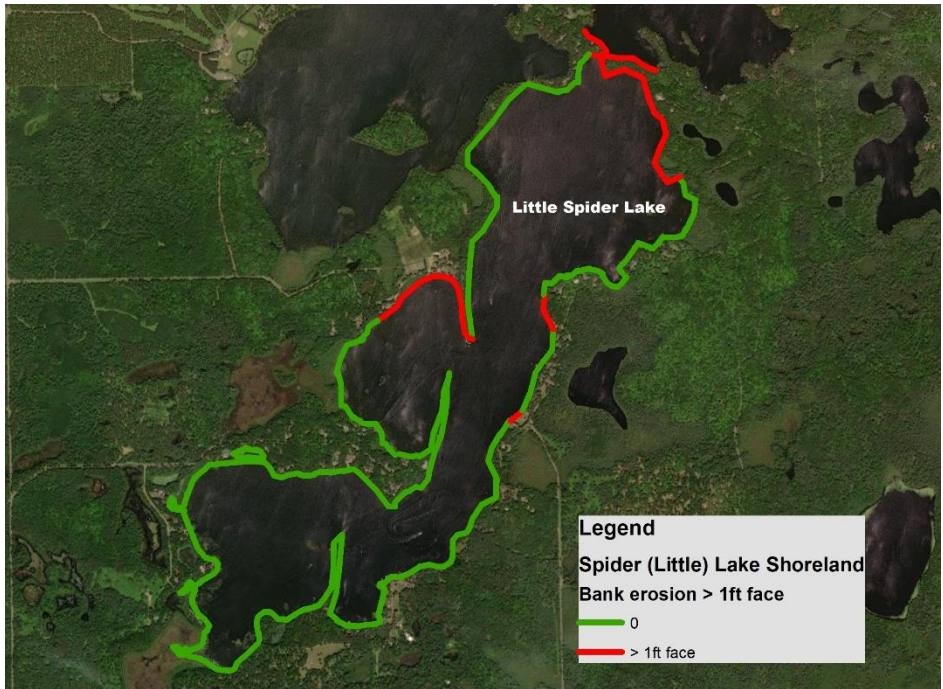 Little Spider Lake
Legend
Spider (Little) Lake Shoreland
Bank erosion > 1ft face
0
> 1ft face